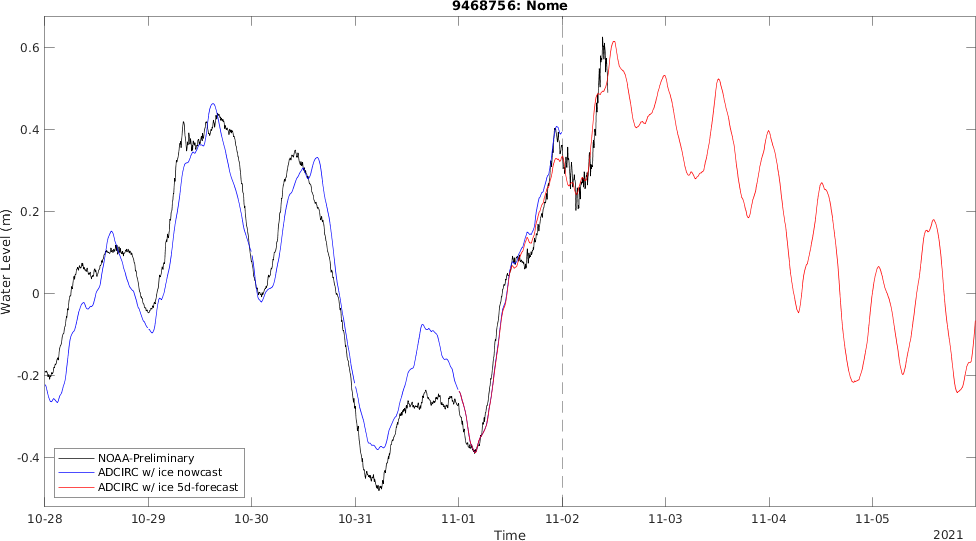 9468756: Nome
Water Level (m)
0.6
0.4
0.2
0
-0.2
-0.4
NOAA-Preliminary
ADCIRC w/ ice nowcast
ADCIRC w/ ice 5d-forecast
10-28 10-29 10-30 10-31 11-01 11-02 11-03 11-04 11-05
Time
2021